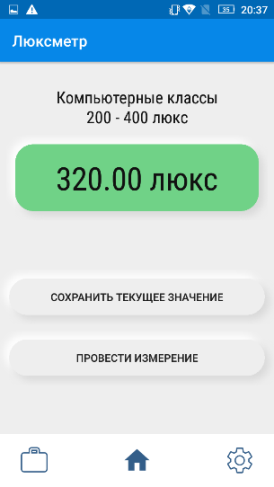 20:37
Люксметр
Компьютерные классы
200 - 400 люкс
320.00 люкс
СОХРАНИТЬ ТЕКУЩЕЕ ЗНАЧЕНИЕ
ПРОВЕСТИ ИЗМЕРЕНИЕ